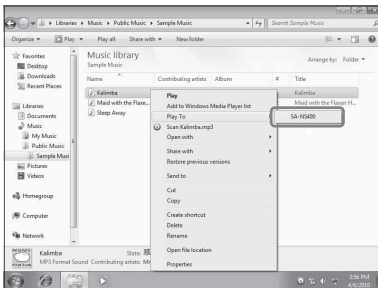 Libraries Music Public Music Sample Music
Search Sample Music
Organize Play Play all Share with New folder
Favorites
Desktop
Downloads
Recent Places
Libraries
Documents
Music
My Music
Public Music
Sample Musi
Pictures
Videos
Homegroup
Computer
Network
Music library
Sample Music
Arrange by: Folder
Name Contributing artists Album # Title
Kalimba
Maid with the Flaxe...
Sleep Away
Kalimba
Maid with the Flaxen H...
Play
Add to Windows Media Player list
Play To
Scan Kalimba.mp3
Open with
Share with
Restore previous versions
Send to
Cut
Copy
Create shortcut
Delete
Rename
Open file location
Properties
SA-NS400
Kalimba State:
MP3 Format Sound Contributing artists: Mr
3:56 PM
4/6/2010